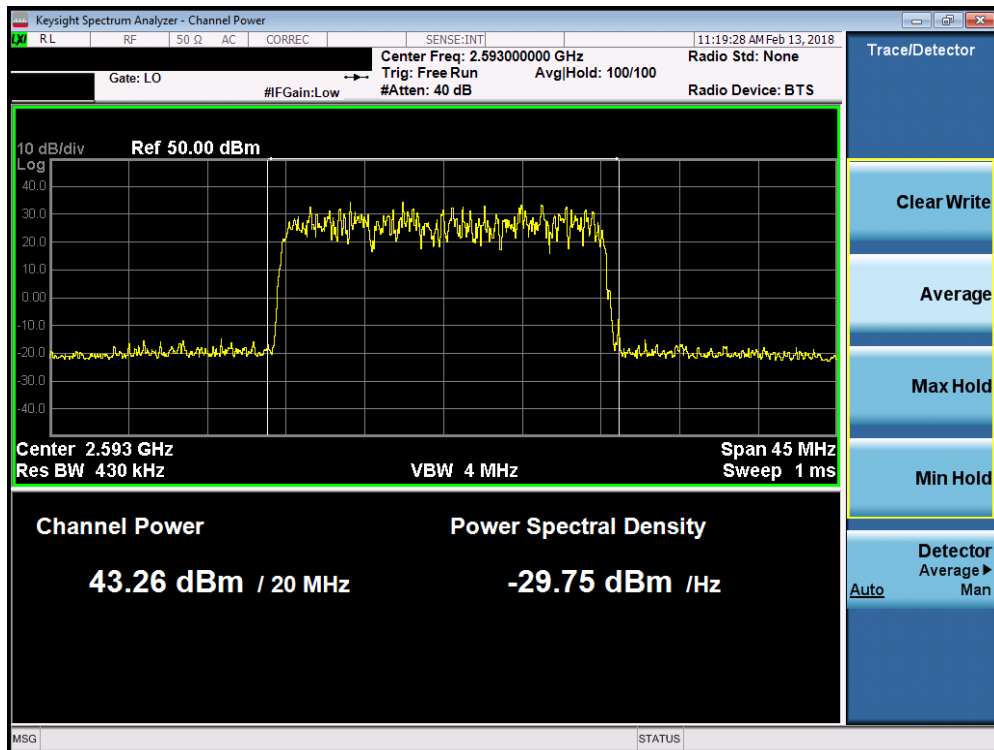 Keysight Spectrum Analyzer - Channel Power
LXI RL RF 50 Ω AC CORREC SENSE:INT 11:19:28 AM Feb 13, 2018
Center Freq: 2.593000000 GHz Radio Std: None
Gate: LO Trig: Free Run Avg|Hold: 100/100
#IFGain:Low #Atten: 40 dB Radio Device: BTS
10 dB/div Ref 50.00 dBm
Log
40.0
30.0
20.0
10.0
0.00
-10.0
-20.0
-30.0
-40.0
Center 2.593 GHz Span 45 MHz
Res BW 430 kHz VBW 4 MHz Sweep 1 ms
Channel Power Power Spectral Density
43.26 dBm / 20 MHz -29.75 dBm /Hz
MSG STATUS
Trace/Detector
Clear Write
Average
Max Hold
Min Hold
Detector
Average▶
Auto Man